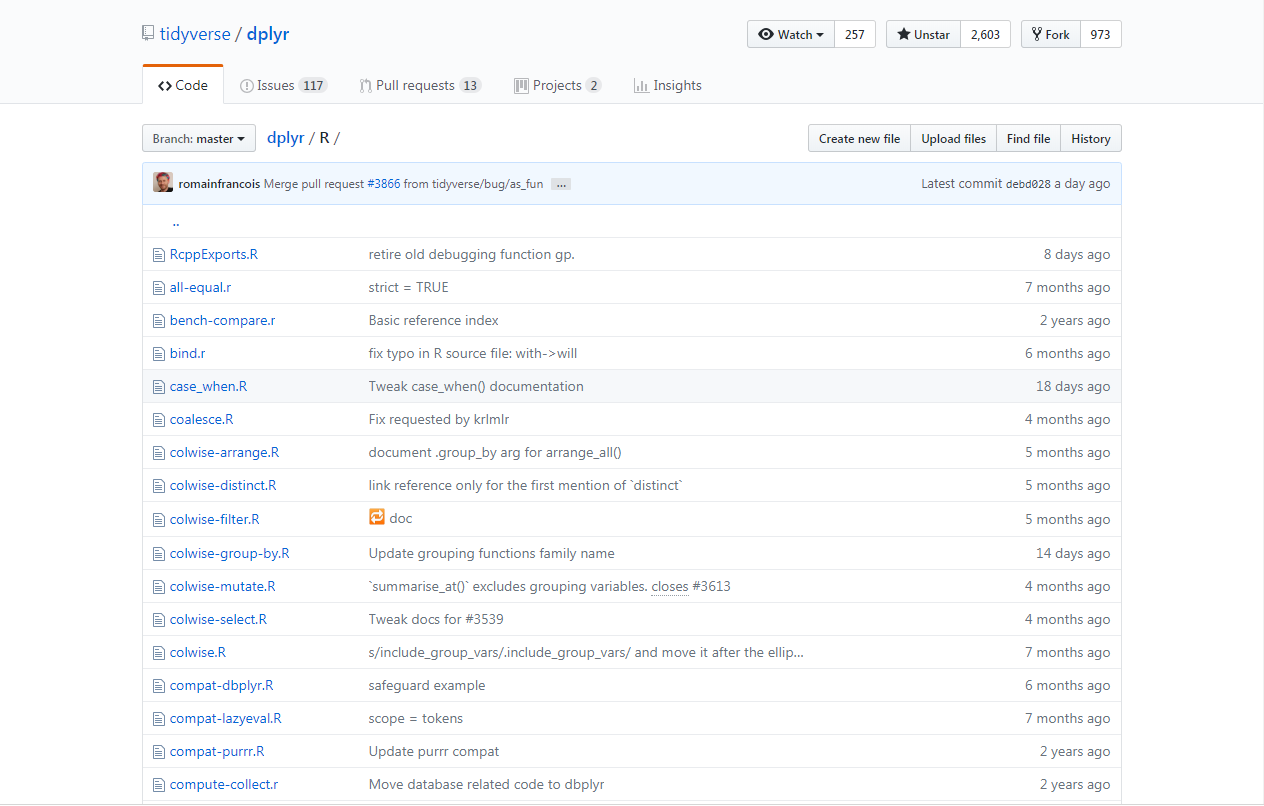 tidyverse / dplyr Watch 257 Unstar 2,603 Fork 973
Code Issues 117 Pull requests 13 Projects 2 Insights
Branch: master dplyr / R / Create new file Upload files Find file History
romainfrancois Merge pull request #3866 from tidyverse/bug/as_fun ... Latest commit debd028 a day ago
..
RcppExports.R retire old debugging function gp. 8 days ago
all-equal.r strict = TRUE 7 months ago
bench-compare.r Basic reference index 2 years ago
bind.r fix typo in R source file: with->will 6 months ago
case_when.R Tweak case_when() documentation 18 days ago
coalesce.R Fix requested by krlmlr 4 months ago
colwise-arrange.R document .group_by arg for arrange_all() 5 months ago
colwise-distinct.R link reference only for the first mention of `distinct` 5 months ago
colwise-filter.R 🔁 doc 5 months ago
colwise-group-by.R Update grouping functions family name 14 days ago
colwise-mutate.R `summarise_at()` excludes grouping variables. closes #3613 4 months ago
colwise-select.R Tweak docs for #3539 4 months ago
colwise.R s/include_group_vars/.include_group_vars/ and move it after the ellip... 7 months ago
compat-dbplyr.R safeguard example 6 months ago
compat-lazyeval.R scope = tokens 7 months ago
compat-purrr.R Update purrr compat 2 years ago
compute-collect.r Move database related code to dbplyr 2 years ago